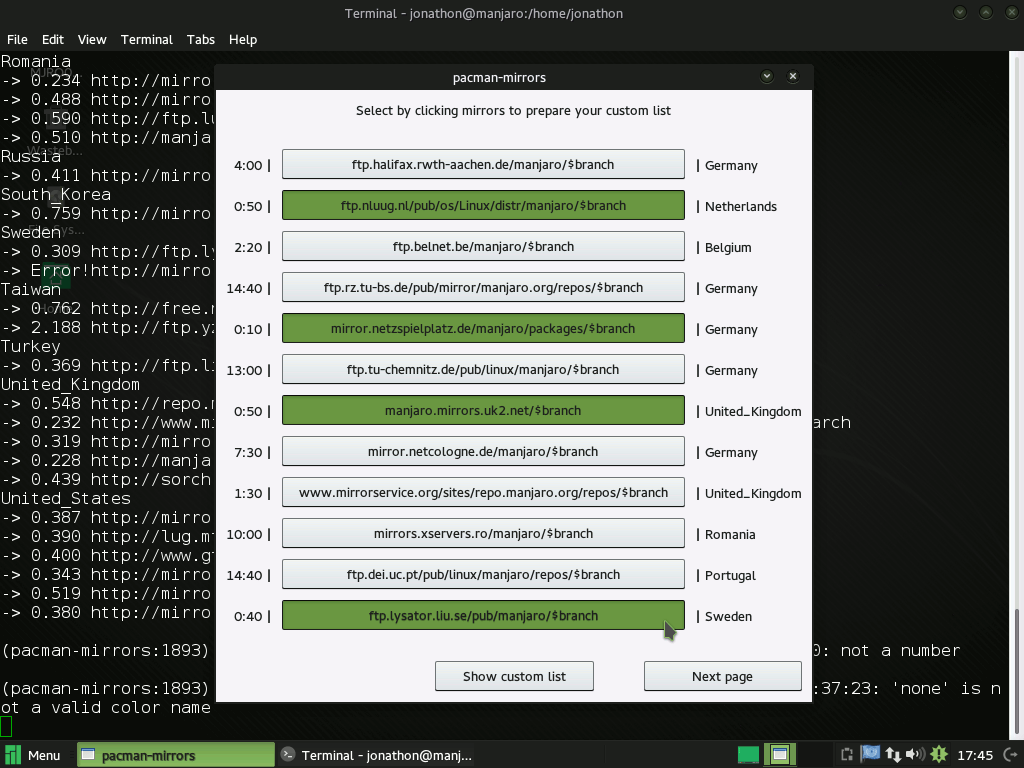 Terminal - jonathon@manjaro:/home/jonathon
File Edit View Terminal Tabs Help
Romania
-> 0.234 http://mirro
-> 0.488 http://mirro
-> 0.590 http://ftp.lu
-> 0.510 http://manja
Russia
-> 0.411 http://mirro
South_Korea
-> 0.759 http://mirro
Sweden
-> 0.309 http://ftp.ly
-> Error!http://mirro
Taiwan
-> 0.762 http://free.n
-> 2.188 http://ftp.yz
Turkey
-> 0.369 http://ftp.li
United_Kingdom
-> 0.548 http://repo.m
-> 0.232 http://www.mi
arch
-> 0.319 http://mirro
-> 0.228 http://manja
-> 0.439 http://sorch
United_States
-> 0.387 http://mirro
-> 0.390 http://lug.mt
-> 0.400 http://www.gt
-> 0.343 http://mirro
-> 0.519 http://mirro
-> 0.380 http://mirro
(pacman-mirrors:1893)
0: not a number
(pacman-mirrors:1893)
:37:23: 'none' is n
ot a valid color name
pacman-mirrors
Select by clicking mirrors to prepare your custom list
4:00 | ftp.halifax.rwth-aachen.de/manjaro/$branch | Germany
0:50 | ftp.nluug.nl/pub/os/Linux/distr/manjaro/$branch | Netherlands
2:20 | ftp.belnet.be/manjaro/$branch | Belgium
14:40 | ftp.rz.tu-bs.de/pub/mirror/manjaro.org/repos/$branch | Germany
0:10 | mirror.netzspielplatz.de/manjaro/packages/$branch | Germany
13:00 | ftp.tu-chemnitz.de/pub/linux/manjaro/$branch | Germany
0:50 | manjaro.mirrors.uk2.net/$branch | United_Kingdom
7:30 | mirror.netcologne.de/manjaro/$branch | Germany
1:30 | www.mirrorservice.org/sites/repo.manjaro.org/repos/$branch | United_Kingdom
10:00 | mirrors.xservers.ro/manjaro/$branch | Romania
14:40 | ftp.dei.uc.pt/pub/linux/manjaro/repos/$branch | Portugal
0:40 | ftp.lysator.liu.se/pub/manjaro/$branch | Sweden
Show custom list Next page
Menu pacman-mirrors Terminal - jonathon@manj... 17:45